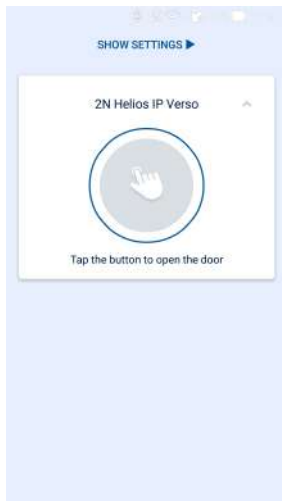 SHOW SETTINGS ▶
2N Helios IP Verso
Tap the button to open the door